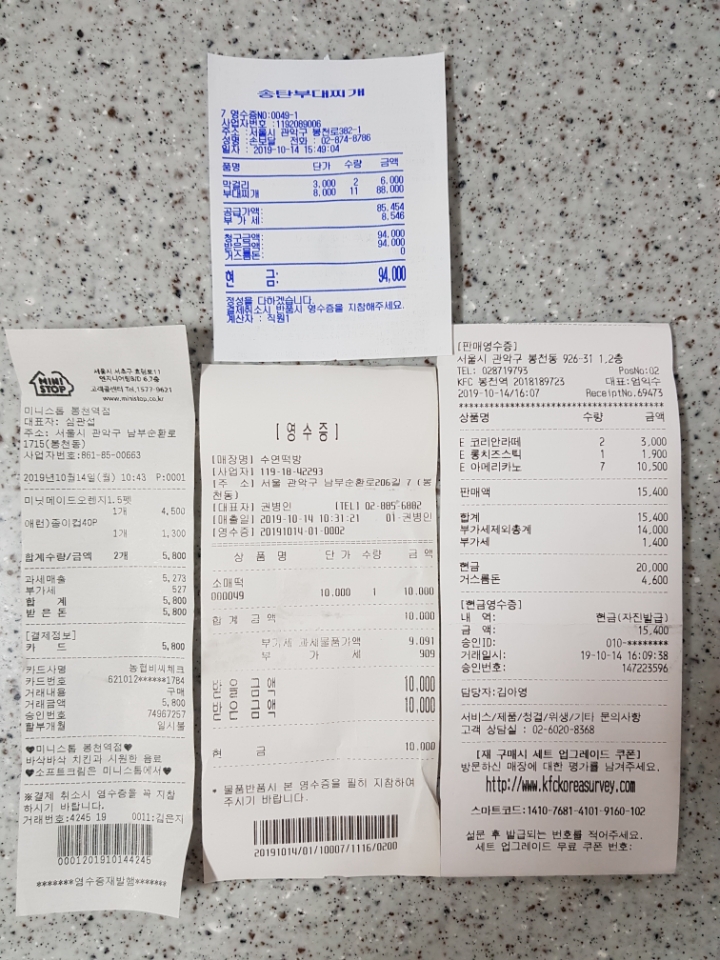 송탄부대찌개
7 영수증NO:0049-1
사업자번호 :1192089006
주소 :서울시 관악구 봉천로382-1
성명 :손보달 전화 : 02-874-8786
일자 : 2019-10-14 15:49:04
품명 단가 수량 금액
막걸리 3,000 2 6,000
부대찌개 8,000 11 88,000
공급가액: 85,454
부 가 세: 8,546
청구금액: 94,000
받은금액: 94,000
거스름돈: 0
현 금: 94,000
정성을 다하겠습니다.
결제취소시 반품시 영수증을 지참해주세요.
계산자 : 직원1
MINI STOP
서울시 서초구 효령로11
엔지니어링HD 6,7층
고객콜센터 Tel.1577-9621
www.ministop.co.kr
미니스톱 봉천역점
대표자: 심관섭
주소: 서울시 관악구 남부순환로
1715(봉천동)
사업자번호:861-85-00663
2019년10월14일(월) 10:43 P:0001
미닛메이드오렌지1.5펫
1개 4,500
애런)종이컵40P
1개 1,300
합계수량/금액 2개 5,800
과세매출 5,273
부가세 527
합 계 5,800
받 은 돈 5,800
[결제정보]
카 드 5,800
카드사명 농협비씨체크
카드번호 621012******1784
거래내용 구매
거래금액 5,800
승인번호 74967257
할부개월 일시불
♥미니스톱 봉천역점♥
바삭바삭 치킨과 시원한 음료
♥소프트크림은 미니스톱에서♥
※결제 취소시 영수증을 꼭 지참
하시기 바랍니다.
거래번호:4245 19 0011:김은지
0001201910144245
*******영수증재발행*******
[ 영 수 증 ]
[매장명] 수연떡방
[사업자] 119-18-42293
[주 소] 서울 관악구 남부순환로206길 7 (봉
천동)
[대표자] 권병인 [TEL] 02-885-6882
[매출일] 2019-10-14 10:31:21 01-권병인
[영수증] 20191014-01-0002
상 품 명 단 가 수량 금 액
소매떡
000049 10,000 1 10,000
합 계 금 액 10,000
부가세 과세물품가액 9,091
부 가 세 909
받 을 금 액 10,000
받 은 금 액 10,000
현 금 10,000
* 물품반품시 본 영수증을 필히 지참하여
주시기 바랍니다.
20191014/01/10007/1116/0200
[판매영수증]
서울시 관악구 봉천동 926-31 1,2층
TEL: 028719793 PosNo:02
KFC 봉천역 2018189723 대표:엄익수
2019-10-14/16:07 ReceiptNo.69473
****************************************
상품명 수량 금액
E 코리안라떼 2 3,000
E 롱치즈스틱 1 1,900
E 아메리카노 7 10,500
판매액 15,400
합계 15,400
부가세제외총계 14,000
부가세 1,400
현금 20,000
거스름돈 4,600
[현금영수증]
내 역: 현금(자진발급)
금 액: 15,400
승인ID: 010-********
거래일시: 19-10-14 16:09:38
승인번호: 147223596
담당자:김아영
서비스/제품/청결/위생/기타 문의사항
고객 상담실 : 02-6020-8368
[재 구매시 세트 업그레이드 쿠폰]
방문하신 매장에 대한 평가를 남겨주세요.
http://www.kfckoreasurvey.com
스마트코드:1410-7681-4101-9160-102
설문 후 발급되는 번호를 적어주세요.
세트 업그레이드 무료 쿠폰 번호: